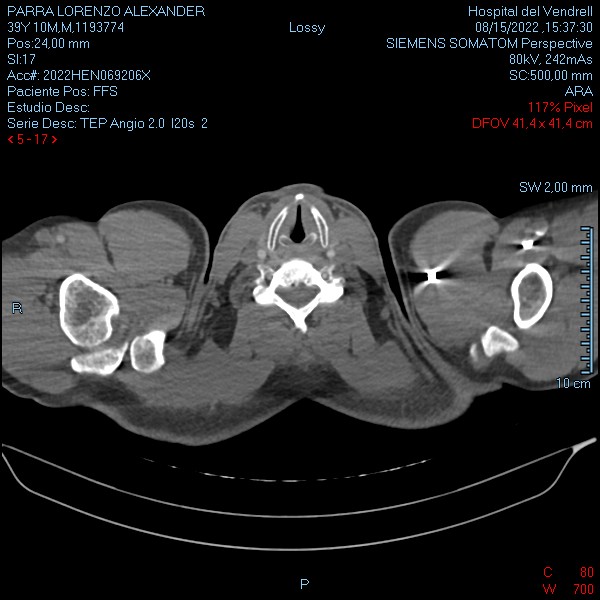 PARRA LORENZO ALEXANDER
39Y 10M,M,1193774
Pos:24,00 mm
SI:17
Acc#: 2022HEN069206X
Paciente Pos: FFS
Estudio Desc:
Serie Desc: TEP Angio 2.0 I20s 2
< 5 - 17 >
Lossy
Hospital del Vendrell
08/15/2022 ,15:37:30
SIEMENS SOMATOM Perspective
80kV, 242mAs
SC:500,00 mm
ARA
117% Pixel
DFOV 41,4 x 41,4 cm
SW 2,00 mm
R
10 cm
P
C 80
W 700